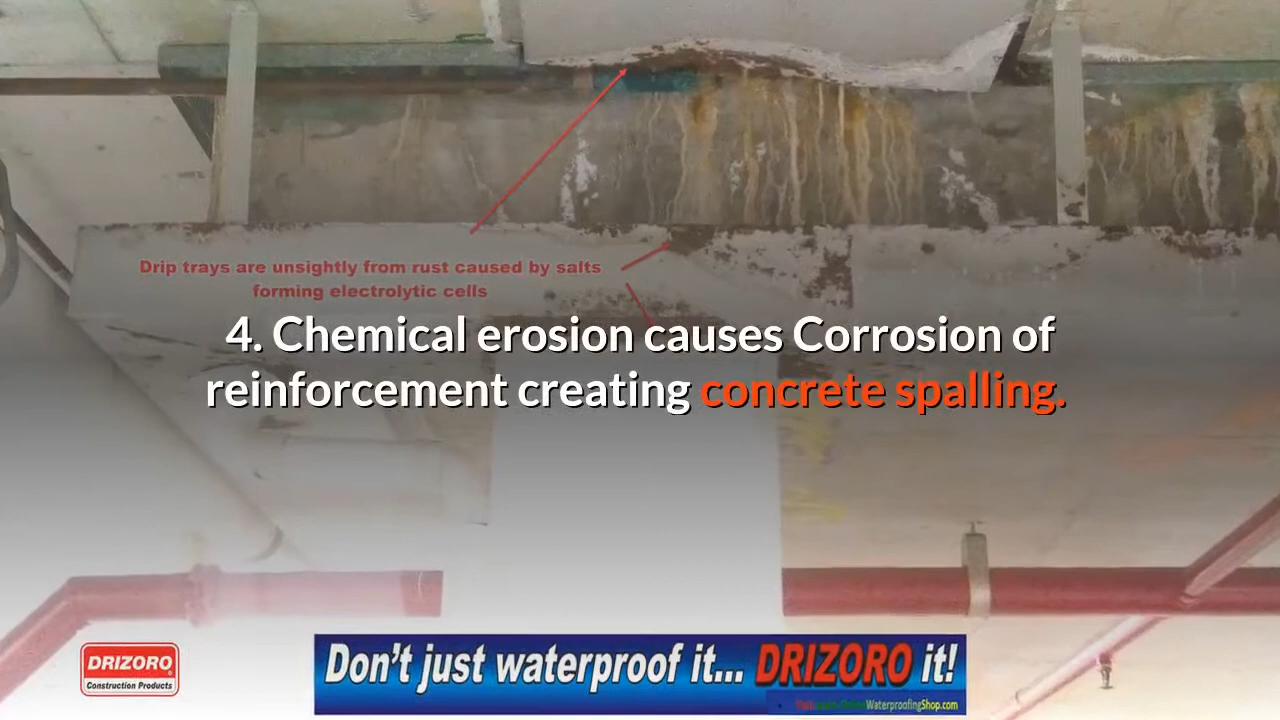 Drip trays are unsightly from rust caused by salts
forming electrolytic cells
4. Chemical erosion causes Corrosion of
reinforcement creating concrete spalling.
DRIZORO
Construction Products
Don't just waterproof it... DRIZORO it!
WaterproofingShop.com